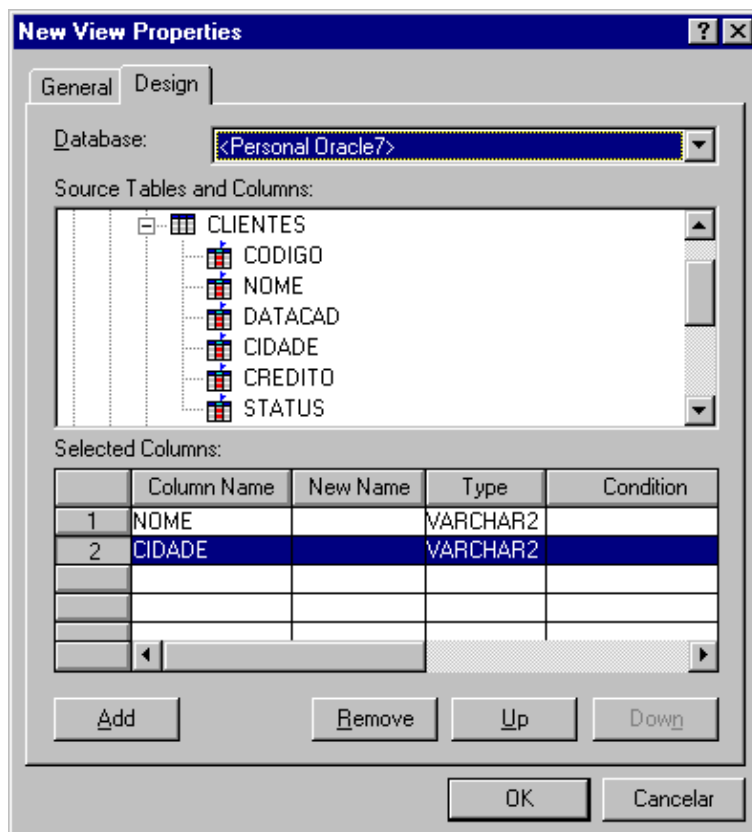 New View Properties ? X
General Design
Database: <Personal Oracle7>
Source Tables and Columns:
CLIENTES
CODIGO
NOME
DATACAD
CIDADE
CREDITO
STATUS
Selected Columns:
Column Name New Name Type Condition
1 NOME VARCHAR2
2 CIDADE VARCHAR2
Add Remove Up Down
OK Cancelar